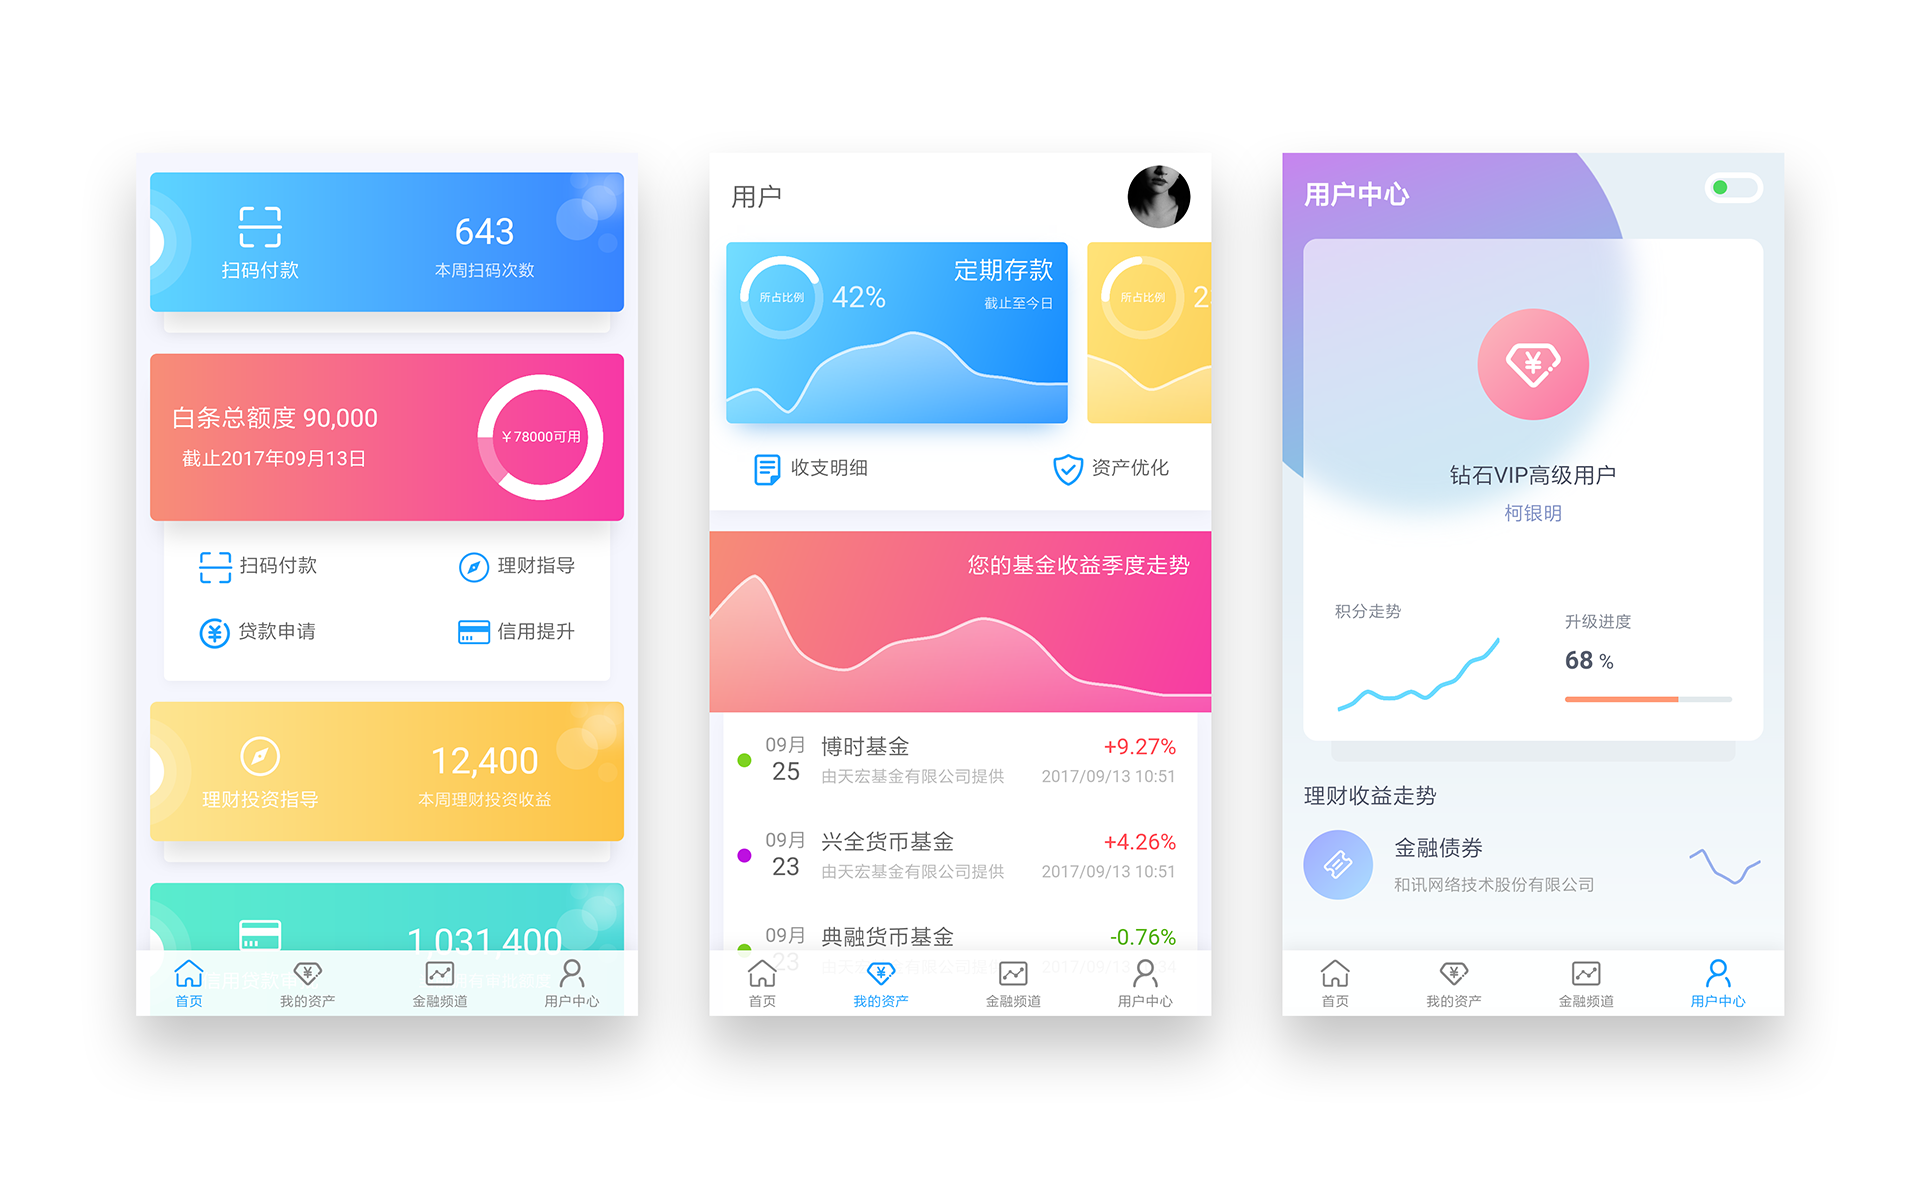 643
扫码付款
本周扫码次数
白条总额度 90,000
截止2017年09月13日
￥78000可用
扫码付款
理财指导
贷款申请
信用提升
12,400
理财投资指导
本周理财投资收益
1,031,400
首页
我的资产
金融频道
用户中心
用户
所占比例
42%
定期存款
截止至今日
所占比例
2
收支明细
资产优化
您的基金收益季度走势
09月
25
博时基金
+9.27%
由天宏基金有限公司提供
2017/09/13 10:51
09月
23
兴全货币基金
+4.26%
由天宏基金有限公司提供
2017/09/13 10:51
09月
23
典融货币基金
-0.76%
首页
我的资产
金融频道
用户中心
用户中心
钻石VIP高级用户
柯银明
积分走势
升级进度
68 %
理财收益走势
金融债券
和讯网络技术股份有限公司
首页
我的资产
金融频道
用户中心